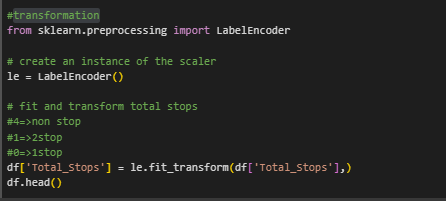 #transformation
from sklearn.preprocessing import LabelEncoder
# create an instance of the scaler
le = LabelEncoder()
# fit and transform total stops
#4=>non stop
#1=>2stop
#0=>1stop
df['Total_Stops'] = le.fit_transform(df['Total_Stops'],)
df.head()